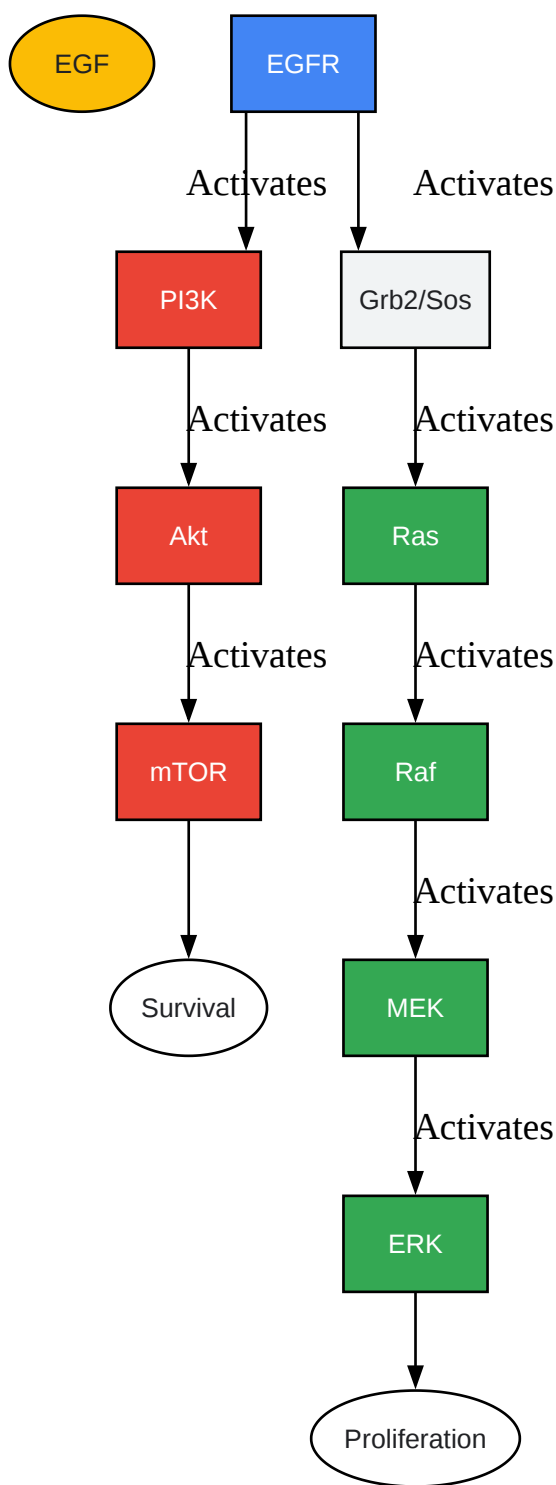 EGF
EGFR
Activates
Activates
PI3K
Grb2/Sos
Activates
Activates
Akt
Ras
Activates
Activates
mTOR
Raf
Activates
Survival
MEK
Activates
ERK
Proliferation